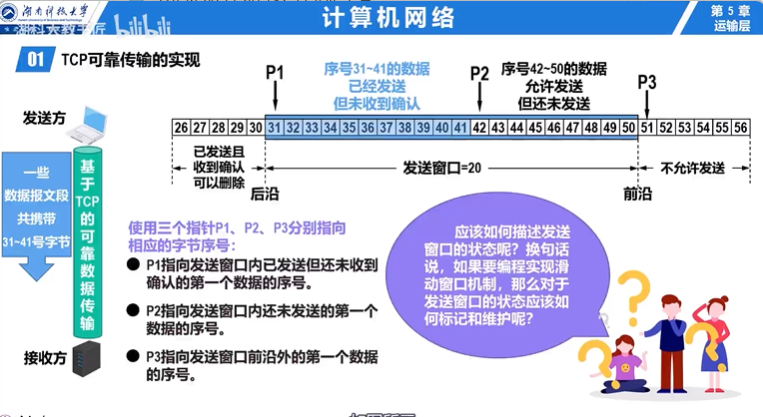 湖南科技大学
计算机网络
第 5 章
运输层
bilibili
01 TCP可靠传输的实现
P1
序号31~41的数据
已经发送
但未收到确认
P2
序号42~50的数据
允许发送
但还未发送
P3
发送方
26 27 28 29 30 31 32 33 34 35 36 37 38 39 40 41 42 43 44 45 46 47 48 49 50 51 52 53 54 55 56
已发送且
收到确认
可以删除
后沿
发送窗口=20
前沿
不允许发送
一些
数据报文段
共携带
31~41号字节
基于TCP的可靠数据传输
接收方
使用三个指针P1、P2、P3分别指向
相应的字节序号：
P1指向发送窗口内已发送但还未收到
确认的第一个数据的序号。
P2指向发送窗口内还未发送的第一个
数据的序号。
P3指向发送窗口前沿外的第一个数据
的序号。
应该如何描述发送
窗口的状态呢？换句话
说，如果要编程实现滑
动窗口机制，那么对于
发送窗口的状态应该如
何标记和维护呢？